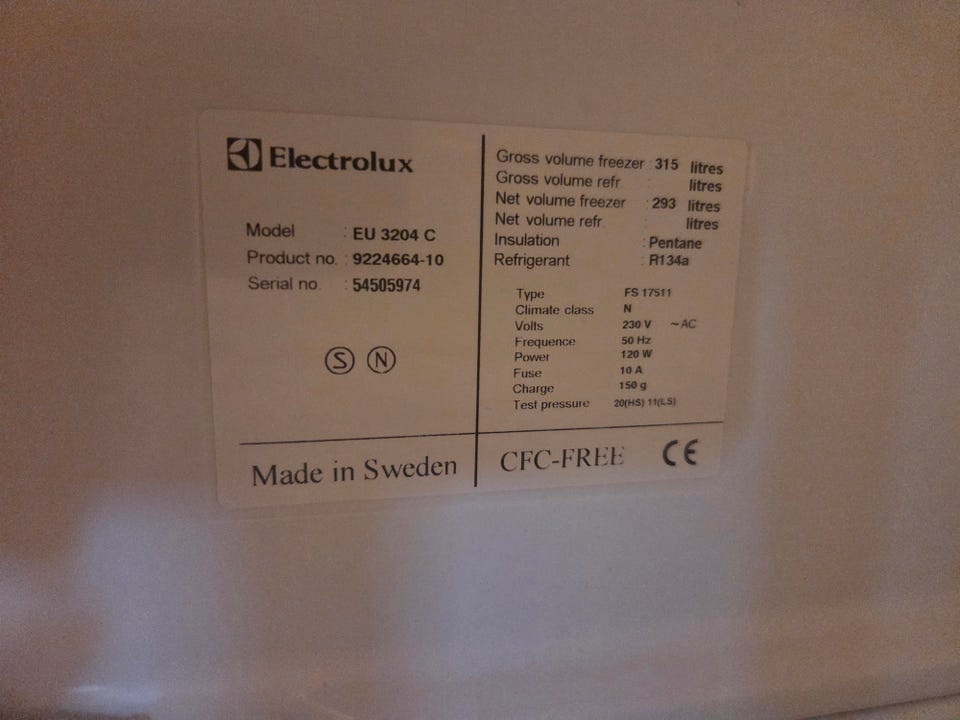 Electrolux
Model : EU 3204 C
Product no. : 9224664-10
Serial no. : 54505974
S N
Made in Sweden
Gross volume freezer : 315 litres
Gross volume refr : litres
Net volume freezer : 293 litres
Net volume refr. : litres
Insulation : Pentane
Refrigerant : R134a
Type FS 17511
Climate class N
Volts 230 V ~AC
Frequence 50 Hz
Power 120 W
Fuse 10 A
Charge 150 g
Test pressure 20(HS) 11(LS)
CFC-FREE CE